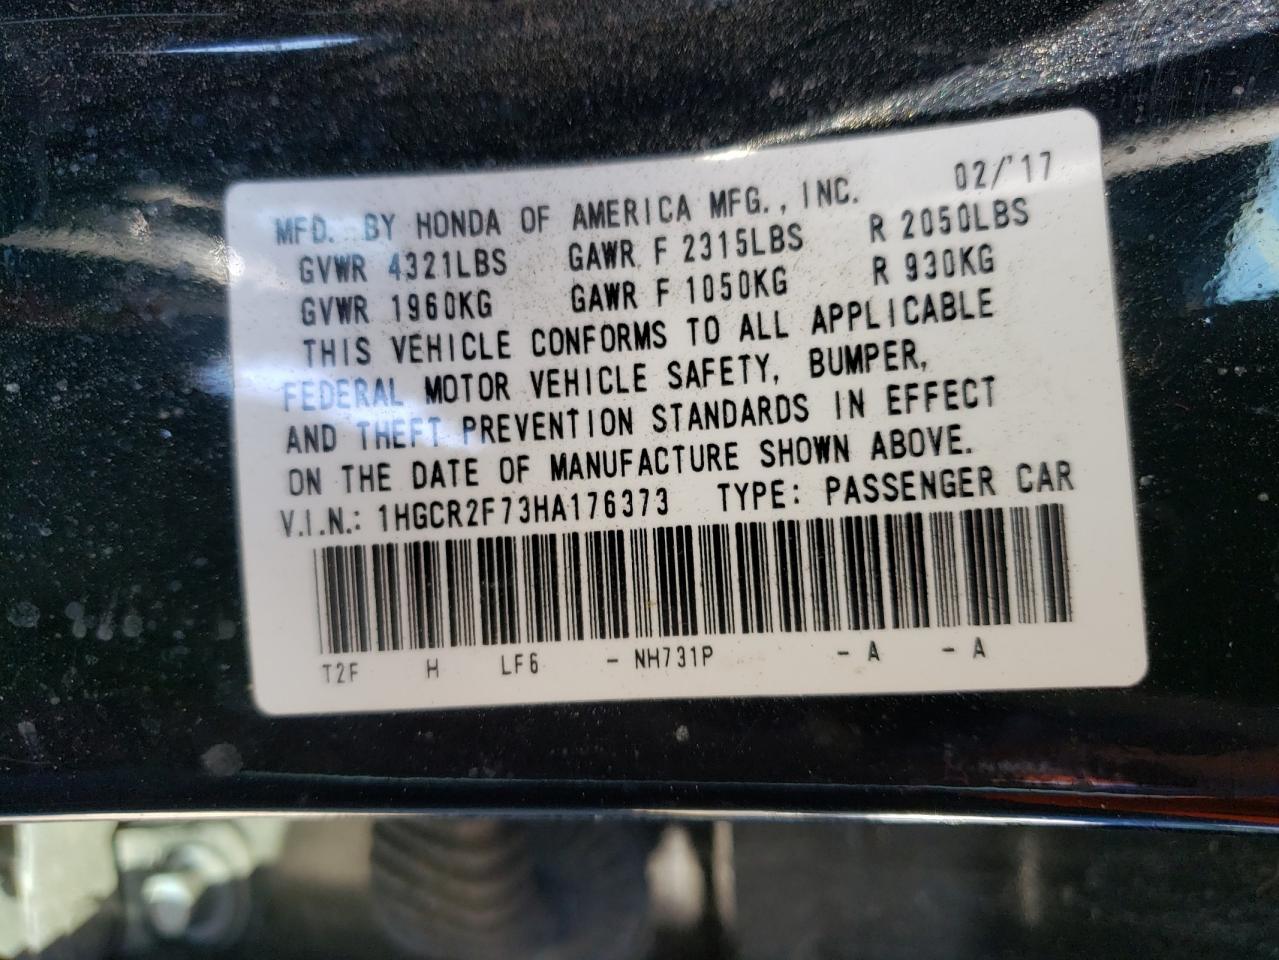 MFD. BY HONDA OF AMERICA MFG., INC. 02/'17
GVWR 4321LBS GAWR F 2315LBS R 2050LBS
GVWR 1960KG GAWR F 1050KG R 930KG
THIS VEHICLE CONFORMS TO ALL APPLICABLE
FEDERAL MOTOR VEHICLE SAFETY, BUMPER,
AND THEFT PREVENTION STANDARDS IN EFFECT
ON THE DATE OF MANUFACTURE SHOWN ABOVE.
V.I.N.: 1HGCR2F73HA176373 TYPE: PASSENGER CAR
T2F H LF6 - NH731P - A - A